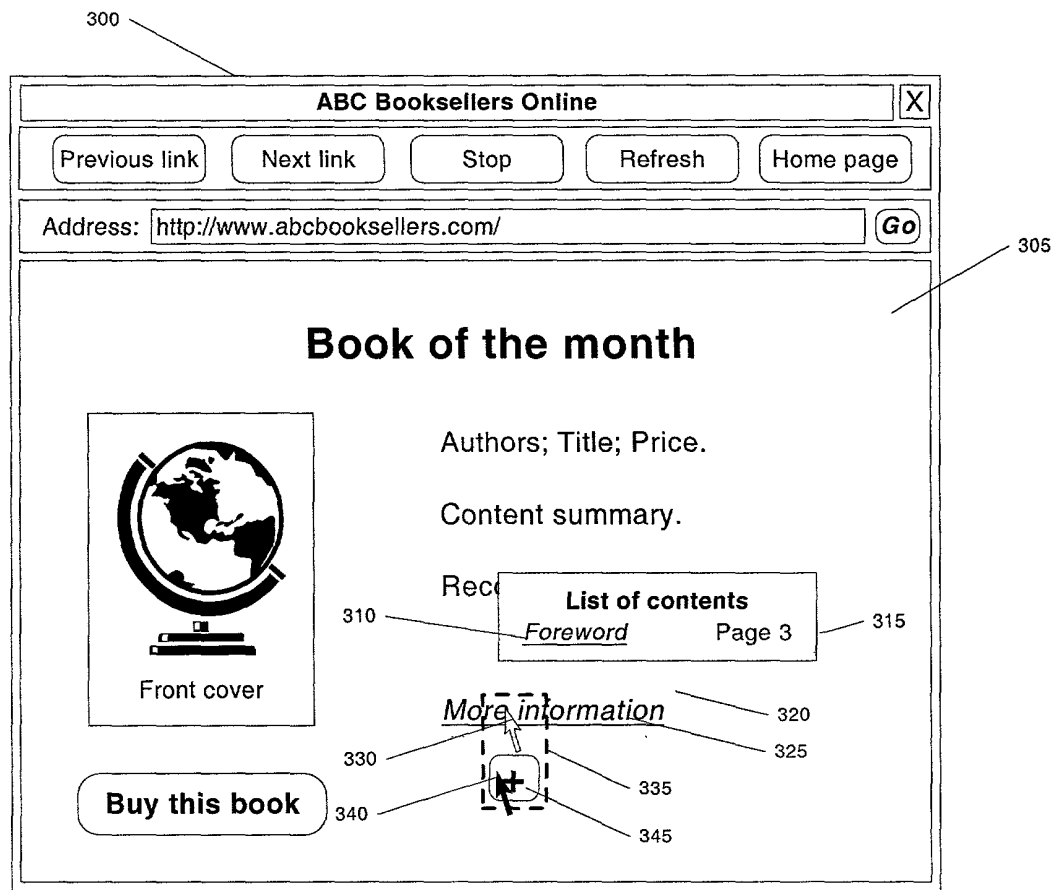 300
ABC Booksellers Online X
Previous link Next link Stop Refresh Home page
Address: http://www.abcbooksellers.com/ Go
305
Book of the month
Authors; Title; Price.
Content summary.
Reco
List of contents
310 Foreword Page 3 315
Front cover
More information 320
325
330
335
Buy this book 340 +
345